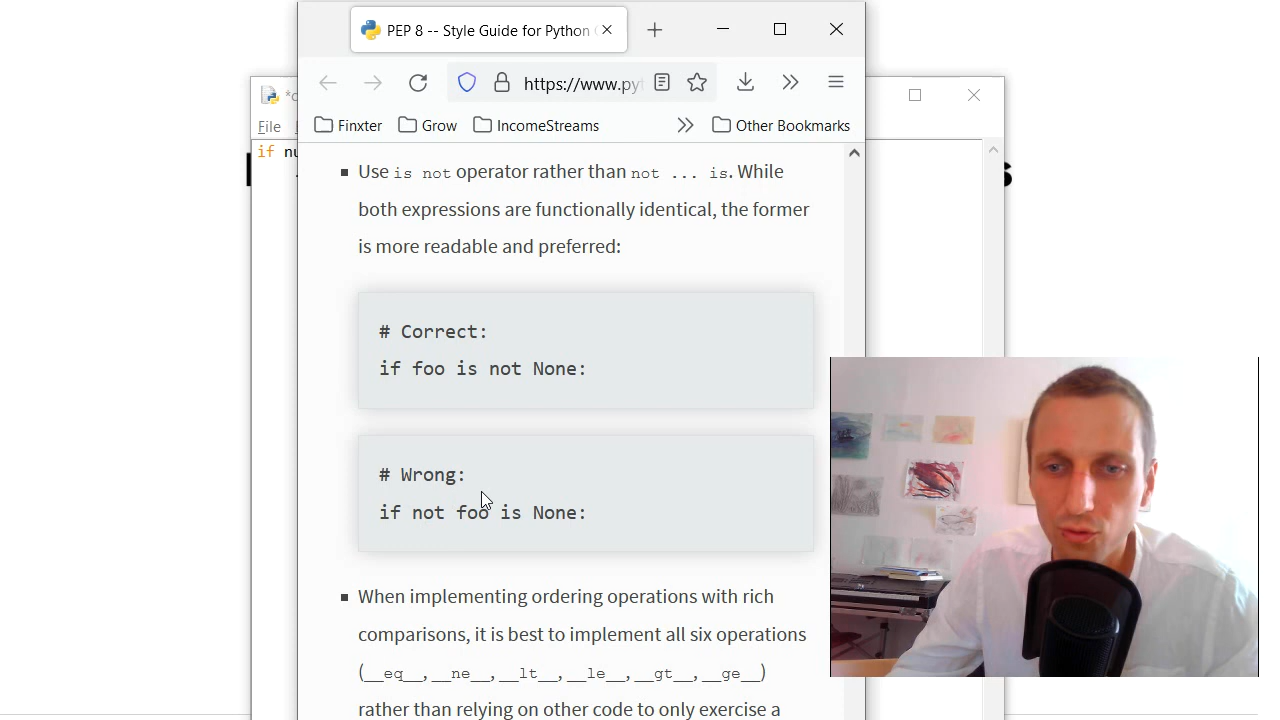 PEP 8 -- Style Guide for Python
https://www.pyt
Finxter
Grow
IncomeStreams
Other Bookmarks
File
if nu
Use is not operator rather than not ... is. While
both expressions are functionally identical, the former
is more readable and preferred:
# Correct:
if foo is not None:
# Wrong:
if not foo is None:
When implementing ordering operations with rich
comparisons, it is best to implement all six operations
(__eq__, __ne__, __lt__, __le__, __gt__, __ge__)
rather than relying on other code to only exercise a